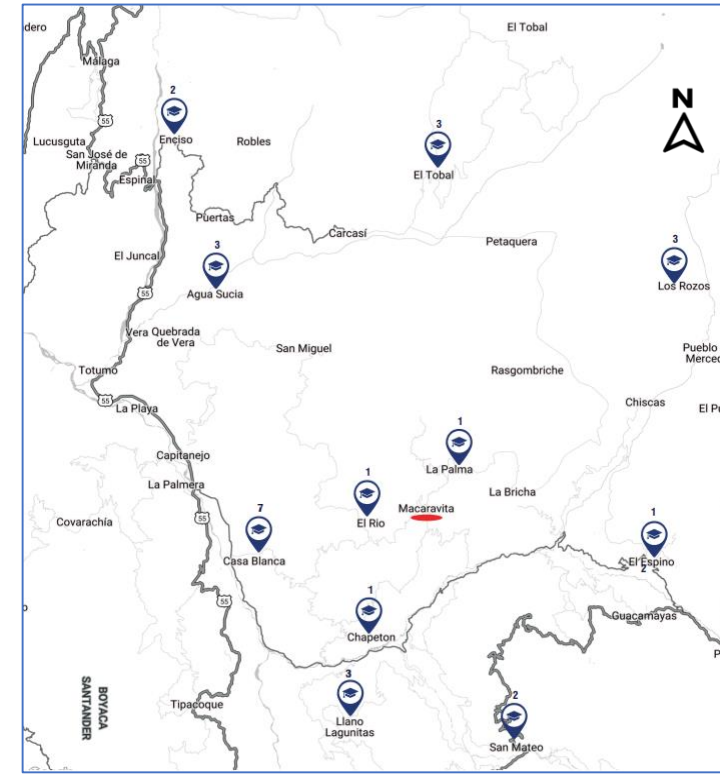 dero
El Tobal
Málaga
2
N
Enciso
Robles
3
55
Lucusguta
San José de
Miranda
55
Espinal
El Tobal
Puertas
Carcasí
Petaquera
3
El Juncal
3
Agua Sucia
Los Rozos
55
Vera
Quebrada
de Vera
San Miguel
Pueblo
Merced
Totumo
Rasgombriche
55
La Playa
Chiscas
El Pu
1
La Palma
Capitanejo
La Palmera
1
La Bricha
Macaravita
El Rio
7
55
Covarachía
1
Casa Blanca
El Espino
2
55
1
Guacamayas
Chapeton
P
3
BOYACA
SANTANDER
Tipacoque
2
Llano
Lagunitas
San Mateo